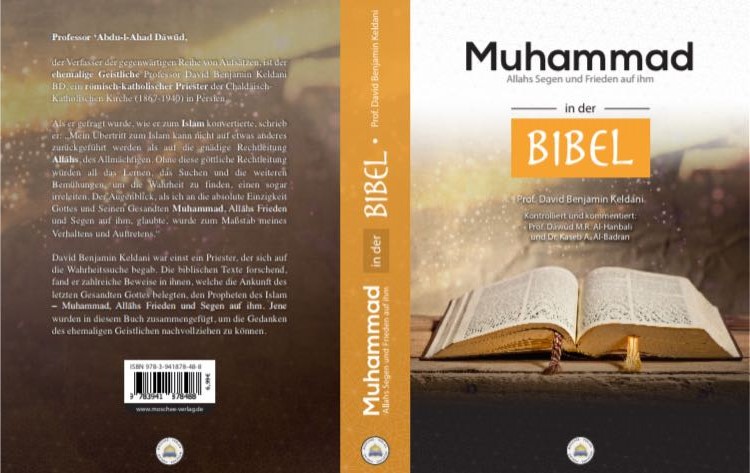 Professor ʿAbdu-l-Ahad Dāwūd,
der Verfasser der gegenwärtigen Reihe von Aufsätzen, ist der
ehemalige Geistliche Professor David Benjamin Keldani
BD, ein römisch-katholischer Priester der Chaldäisch-
Katholischen Kirche (1867-1940) in Persien.
Als er gefragt wurde, wie er zum Islam konvertierte, schrieb
er: „Mein Übertritt zum Islam kann nicht auf etwas anderes
zurückgeführt werden als auf die gnädige Rechtleitung
Allāhs, des Allmächtigen. Ohne diese göttliche Rechtleitung
würden all das Lernen, das Suchen und die weiteren
Bemühungen, um die Wahrheit zu finden, einen sogar
irreleiten. Der Augenblick, als ich an die absolute Einzigkeit
Gottes und Seinen Gesandten Muhammad, Allāhs Frieden
und Segen auf ihm, glaubte, wurde zum Maßstab meines
Verhaltens und Auftretens“.
David Benjamin Keldani war einst ein Priester, der sich auf
die Wahrheitssuche begab. Die biblischen Texte forschend,
fand er zahlreiche Beweise in ihnen, welche die Ankunft des
letzten Gesandten Gottes belegten, den Propheten des Islam
– Muhammad, Allāhs Frieden und Segen auf ihm. Jene
wurden in diesem Buch zusammengefügt, um die Gedanken
des ehemaligen Geistlichen nachvollziehen zu können.
ISBN 978-3-941878-48-8
6,99 €
9 783941 878488
www.moschee-verlag.de
Muhammad
Allahs Segen und Frieden auf ihm
in der
BIBEL
• Prof. David Benjamin Keldani
Muhammad
Allahs Segen und Frieden auf ihm
in der
BIBEL
Prof. David Benjamin Keldani
Kontrolliert und kommentiert:
Prof. Dāwūd M.R. Al-Hanbali
und Dr. Kaseb A. Al-Badran